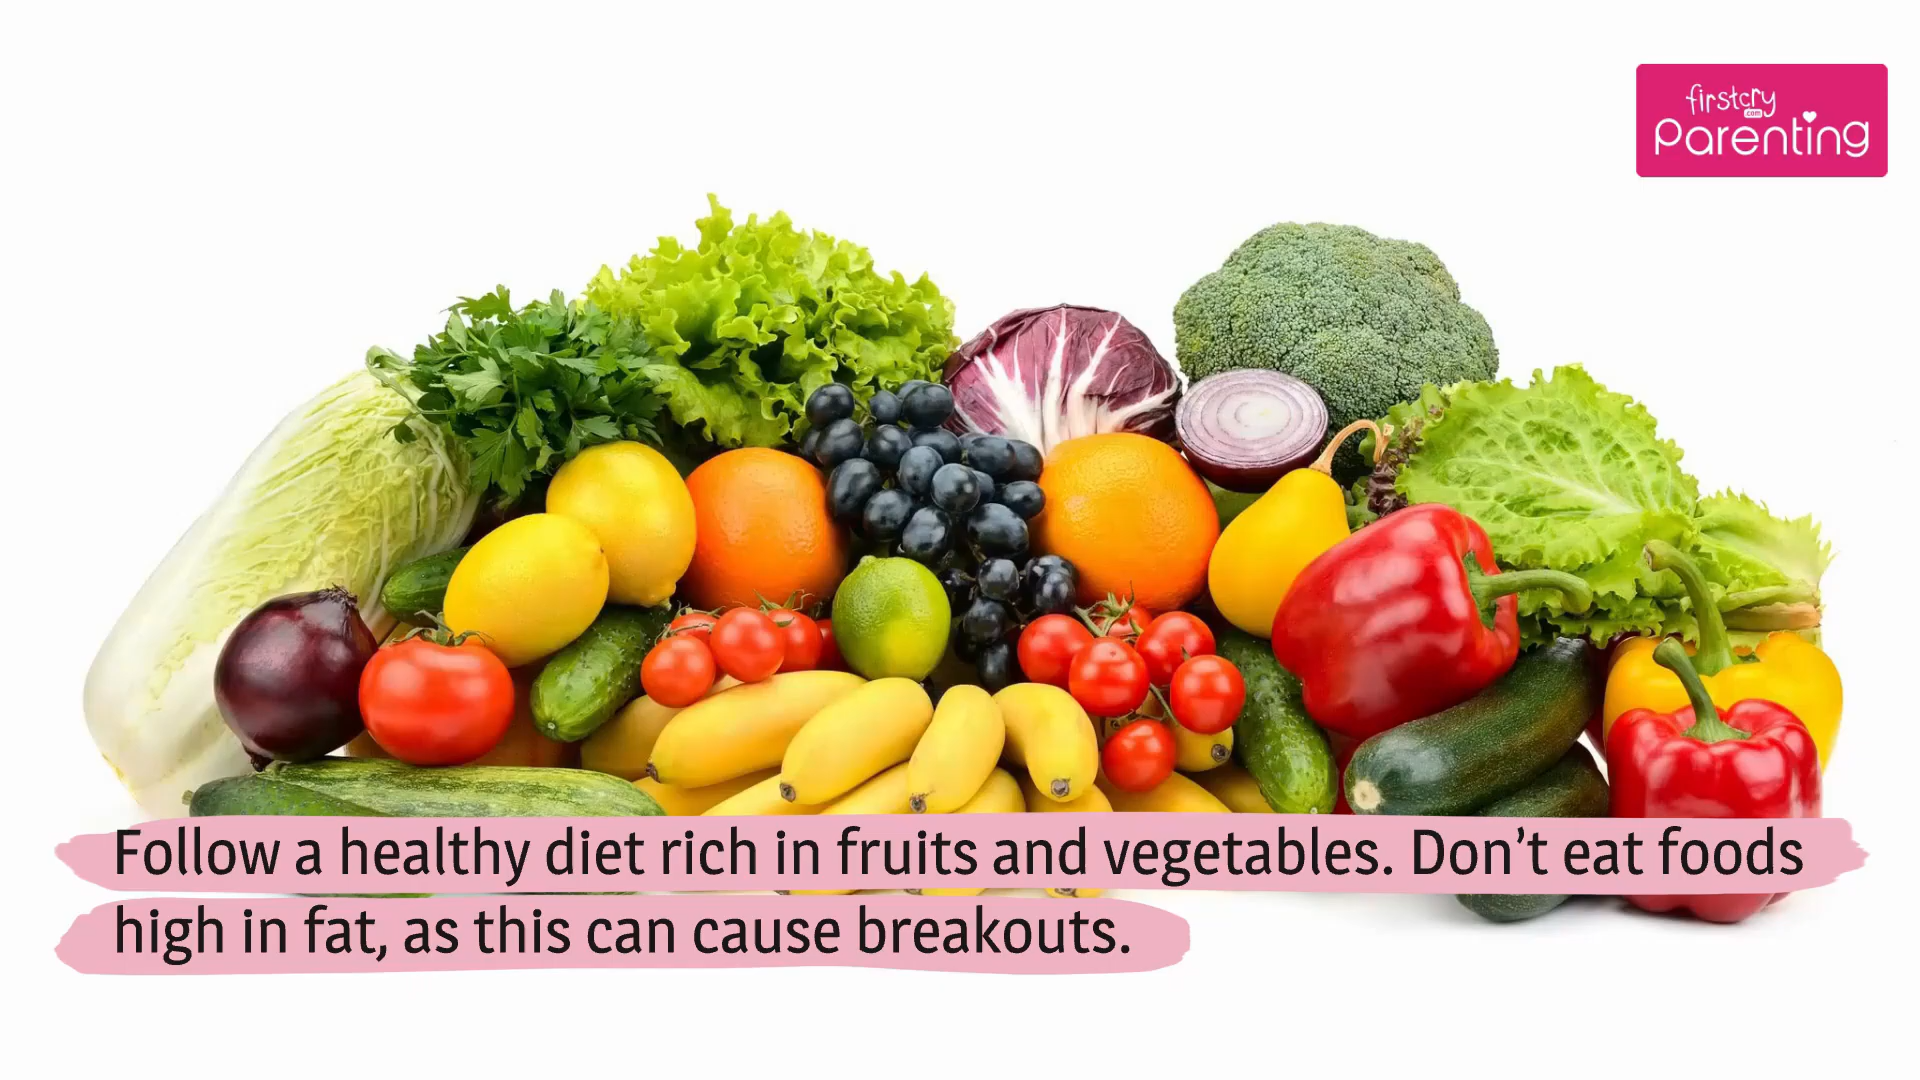 firstcry
.com
Parenting
Follow a healthy diet rich in fruits and vegetables. Don’t eat foods
high in fat, as this can cause breakouts.